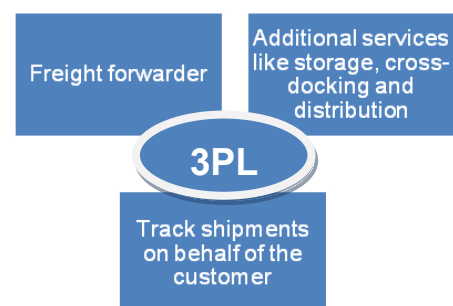 Freight forwarder
Additional services
like storage, cross-
docking and
distribution
3PL
Track shipments
on behalf of the
customer